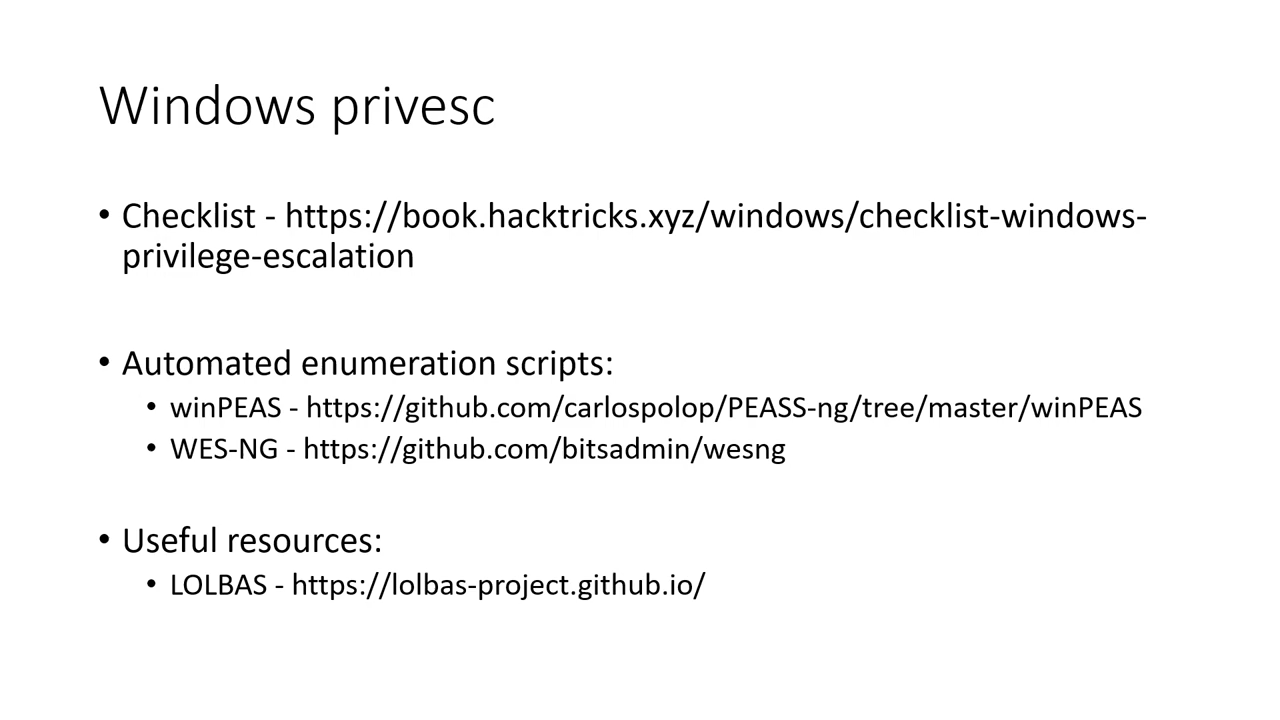 Windows privesc
• Checklist - https://book.hacktricks.xyz/windows/checklist-windows-
privilege-escalation
• Automated enumeration scripts:
• winPEAS - https://github.com/carlospolop/PEASS-ng/tree/master/winPEAS
• WES-NG - https://github.com/bitsadmin/wesng
• Useful resources:
• LOLBAS - https://lolbas-project.github.io/